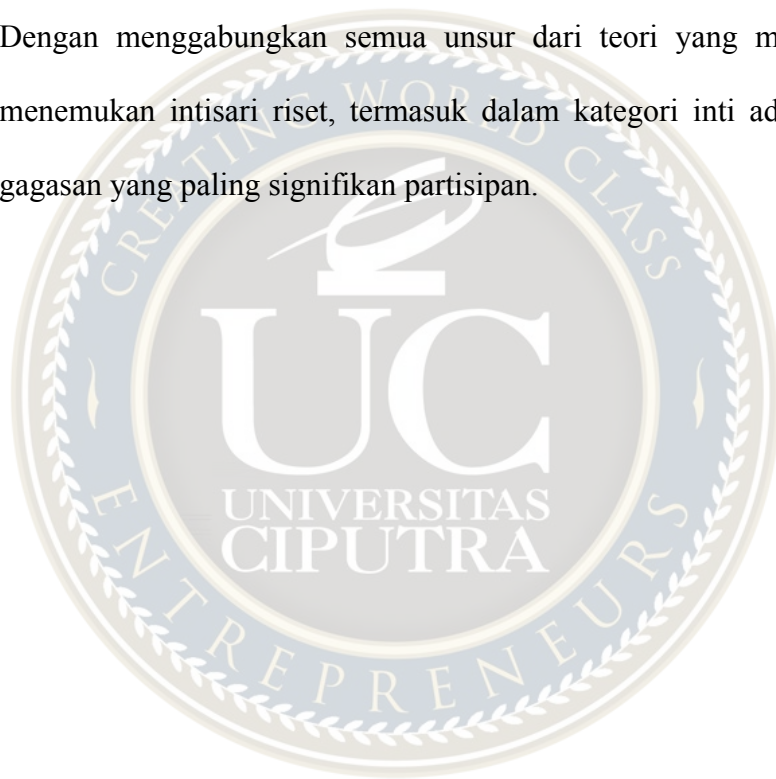 Dengan menggabungkan semua unsur dari teori yang m
menemukan intisari riset, termasuk dalam kategori inti ad
gagasan yang paling signifikan partisipan.
CREATING WORLD CLASS
UC
UNIVERSITAS
CIPUTRA
ENTREPRENEURS